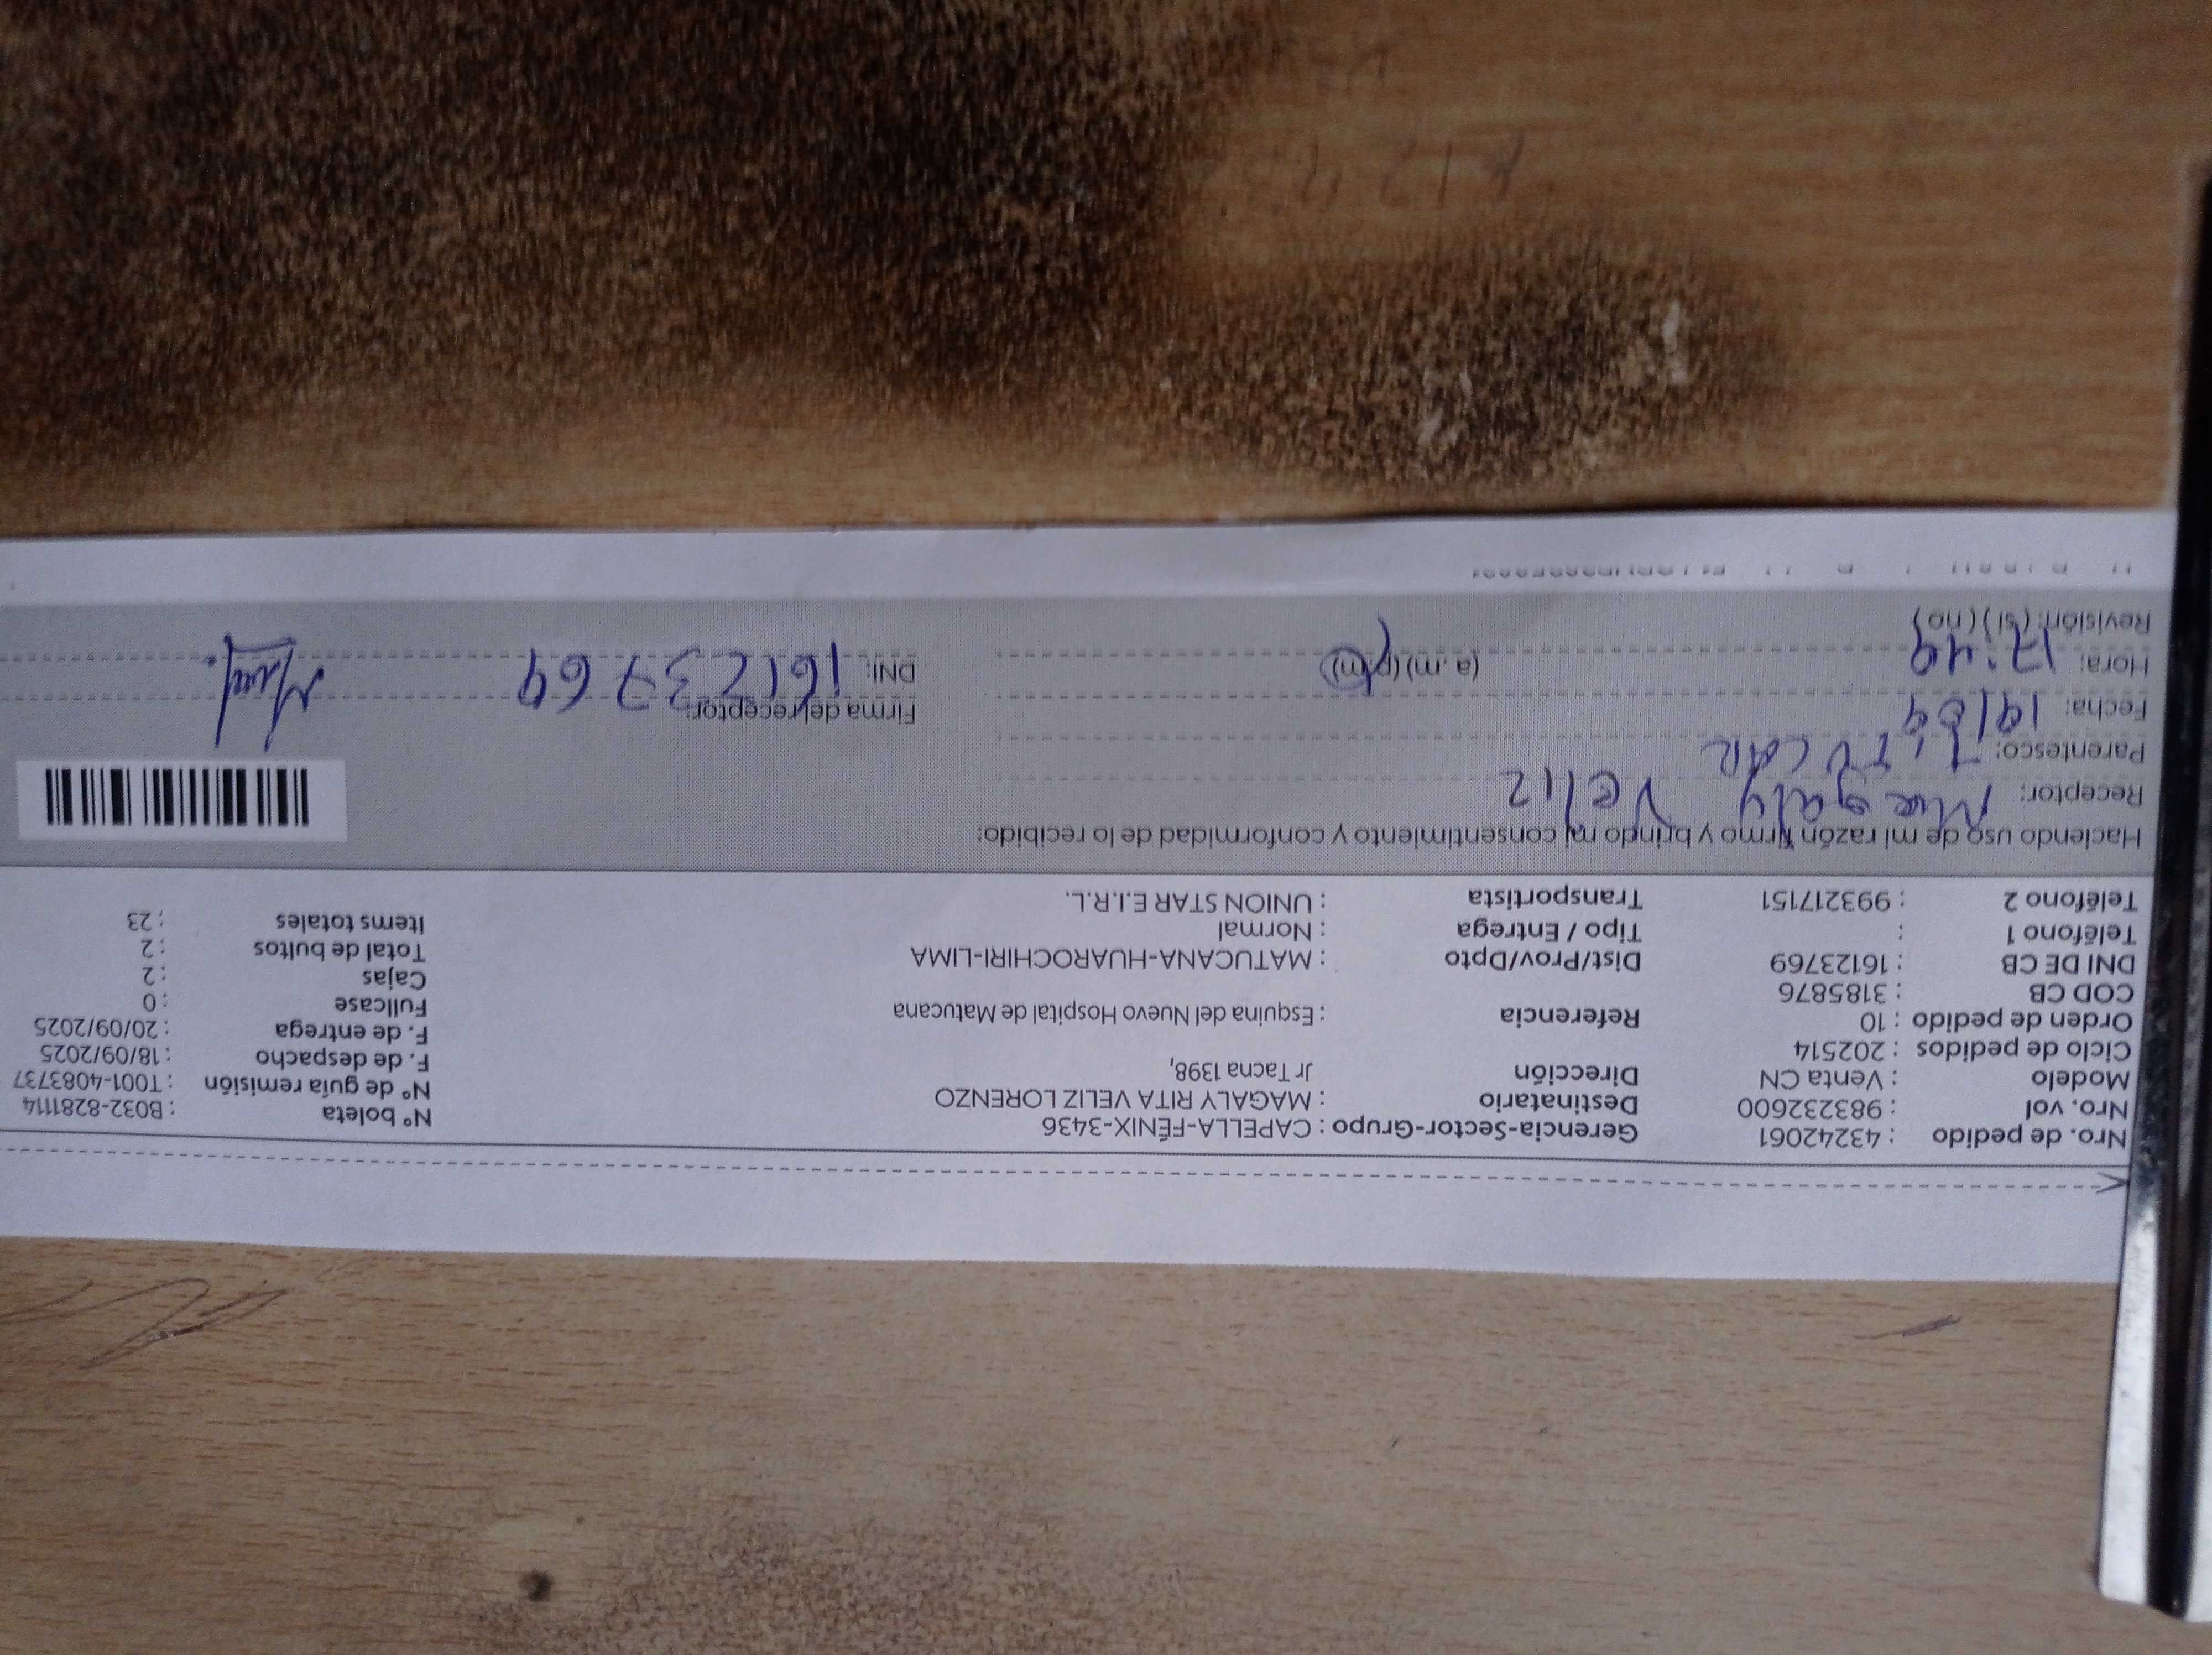 Nro. de pedido : 43242061 Gerencia-Sector-Grupo : CAPELLA-FÉNIX-3436 N° boleta : B032-8281114
Nro. vol : 983232600 Destinatario : MAGALY RITA VELIZ LORENZO N° de guía remisión : T001-4083737
Modelo : Venta CN Dirección Jr Tacna 1398, F. de despacho : 18/09/2025
Ciclo de pedidos : 202514 F. de entrega : 20/09/2025
Orden de pedido : 10 Referencia : Esquina del Nuevo Hospital de Matucana Fullcase : 0
COD CB : 3185876 Cajas : 2
DNI DE CB : 16123769 Dist/Prov/Dpto : MATUCANA-HUAROCHIRI-LIMA Total de bultos : 2
Teléfono 1 : Tipo / Entrega : Normal Items totales : 23
Teléfono 2 : 993217151 Transportista : UNION STAR E.I.R.L.
Haciendo uso de mi razón firmo y brindo mi consentimiento y conformidad de lo recibido:
Receptor: Magaly Veliz
Parentesco: Titular
Fecha: 19/09 Firma del receptor:
Hora: 17:49 (a. m) (p. m) DNI: 16123769
Revisión: (si) (no)